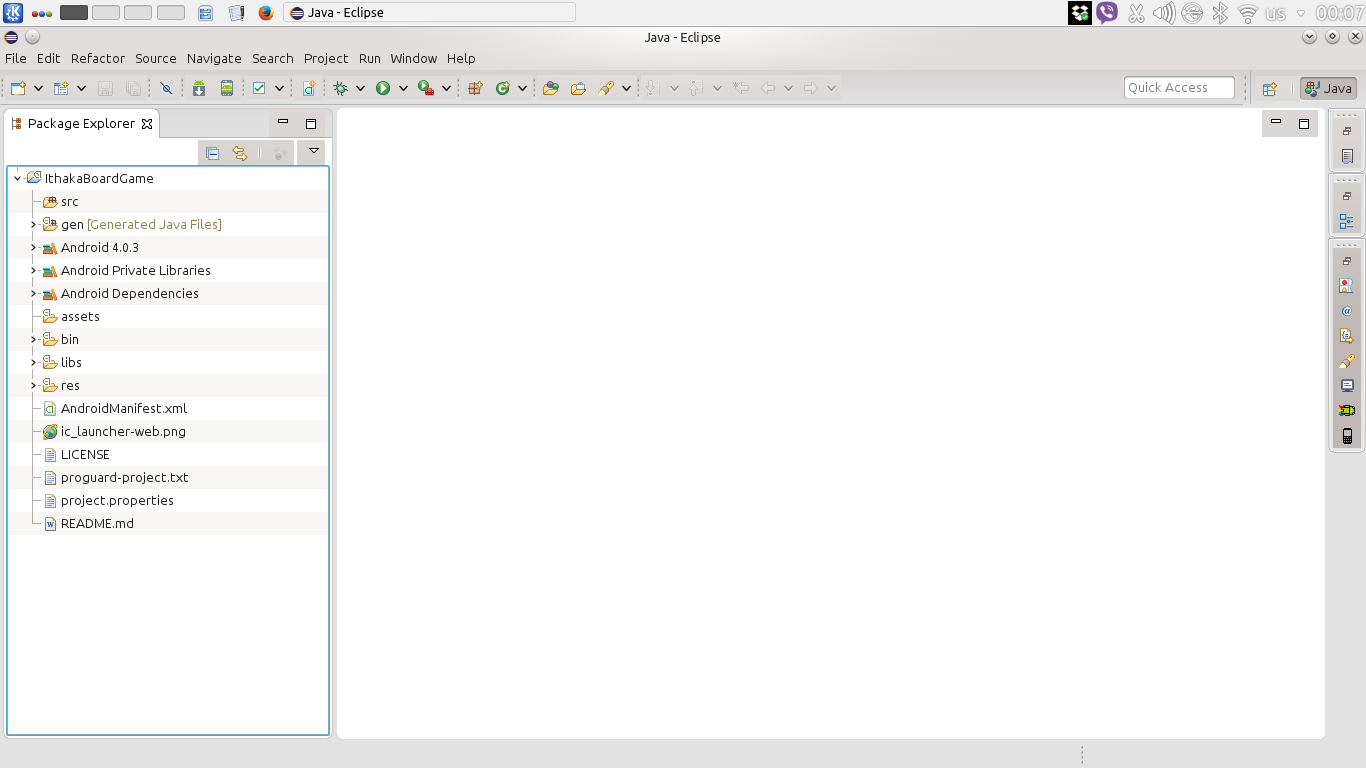 Java - Eclipse
us
00:07
Java - Eclipse
File Edit Refactor Source Navigate Search Project Run Window Help
Quick Access
Java
Package Explorer
IthakaBoardGame
src
gen [Generated Java Files]
Android 4.0.3
Android Private Libraries
Android Dependencies
assets
bin
libs
res
AndroidManifest.xml
ic_launcher-web.png
LICENSE
proguard-project.txt
project.properties
README.md